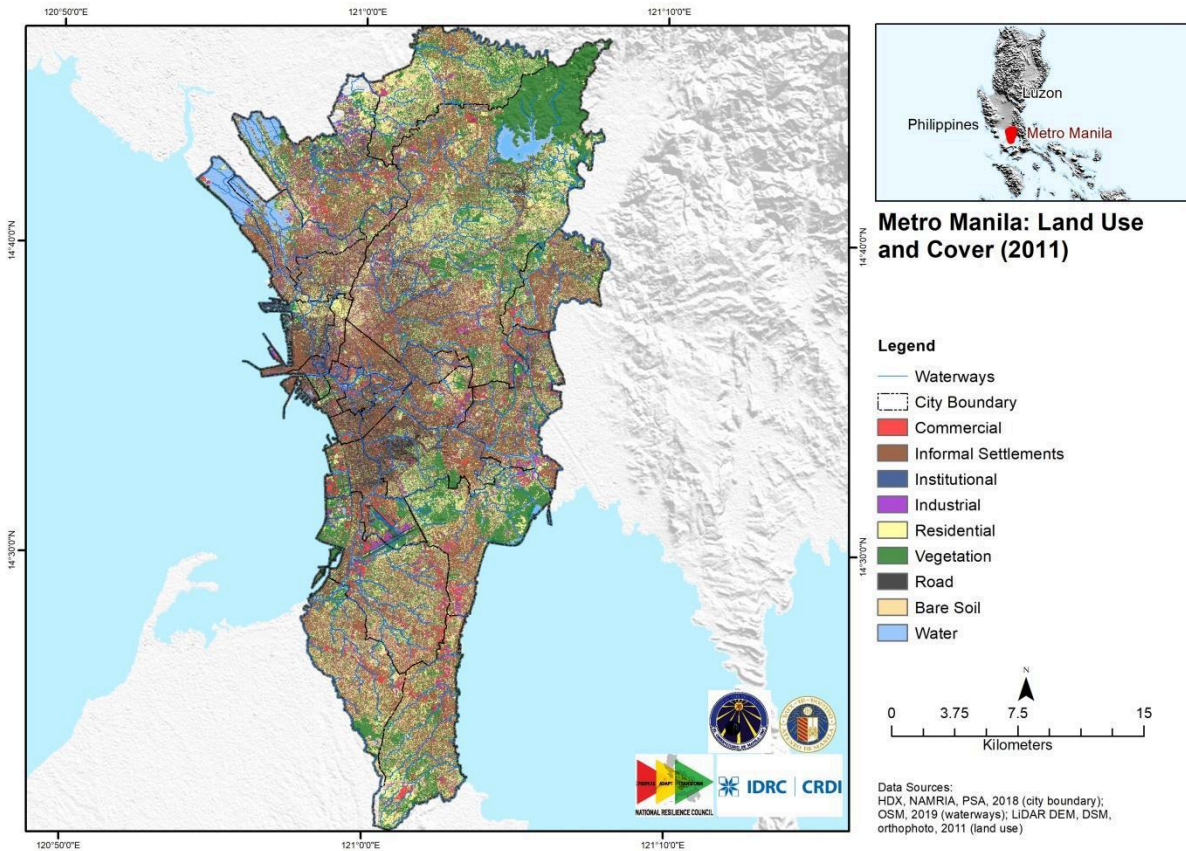 120°50'0"E
121°0'0"E
121°10'0"E
14°40'0"N
14°40'0"N
14°30'0"N
14°30'0"N
120°50'0"E
121°0'0"E
121°10'0"E
Luzon
Philippines
Metro Manila
Metro Manila: Land Use
and Cover (2011)
Legend
Waterways
City Boundary
Commercial
Informal Settlements
Institutional
Industrial
Residential
Vegetation
Road
Bare Soil
Water
N
0 3.75 7.5 15
Kilometers
ADAPT
NATIONAL RESILIENCE COUNCIL
IDRC | CRDI
Data Sources:
HDX, NAMRIA, PSA, 2018 (city boundary);
OSM, 2019 (waterways); LiDAR DEM, DSM,
orthophoto, 2011 (land use)